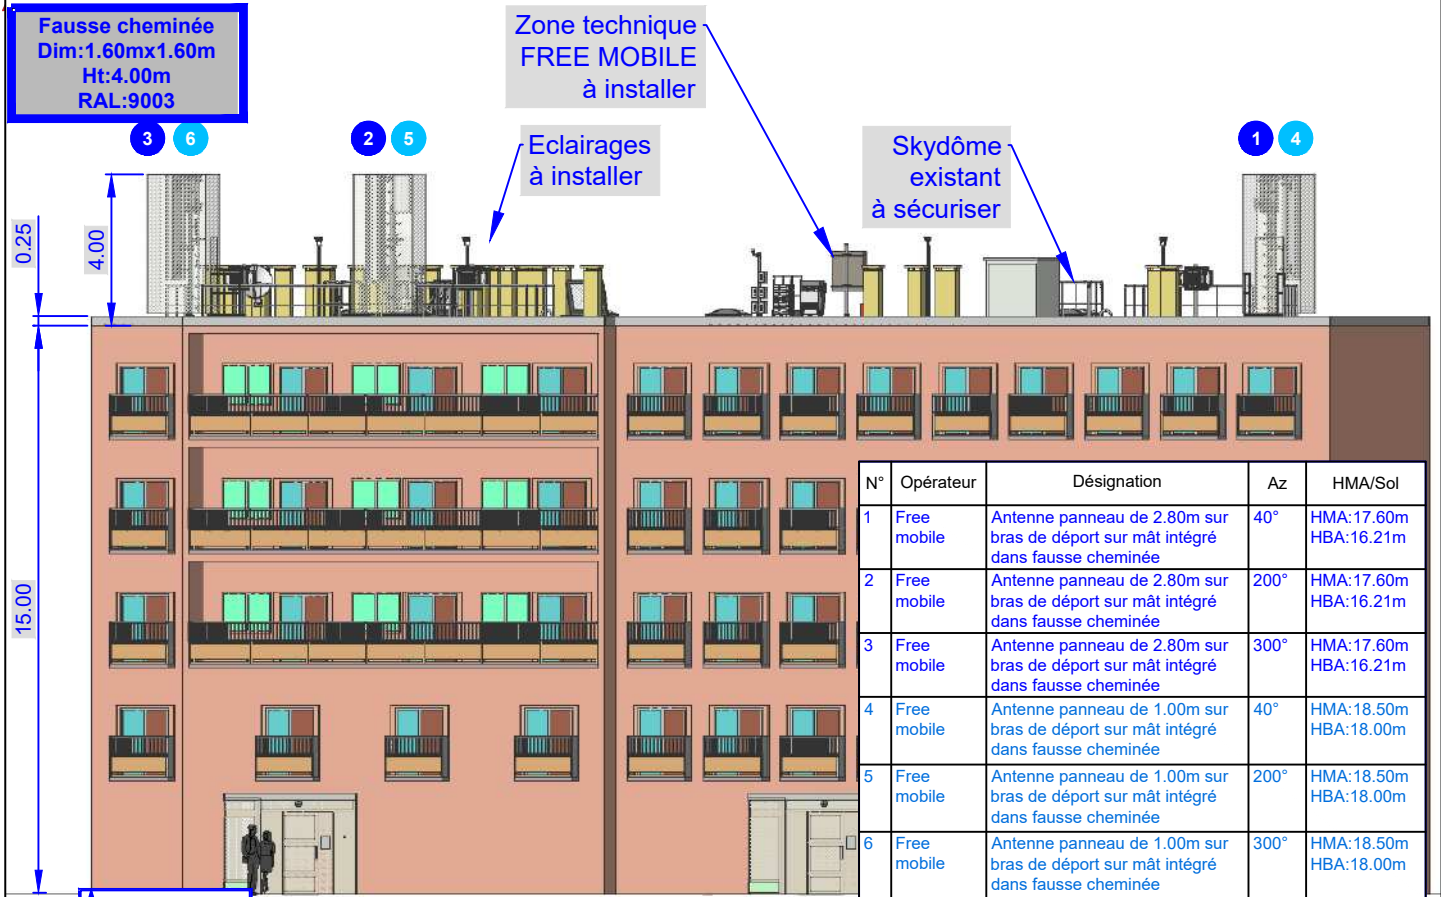 Fausse cheminée
Dim:1.60mx1.60m
Ht:4.00m
RAL:9003
Zone technique
FREE MOBILE
à installer
3 6
2 5
Eclairages
à installer
Skydôme
existant
à sécuriser
1 4
0.25
4.00
15.00
N° Opérateur Désignation Az HMA/Sol
1 Free Antenne panneau de 2.80m sur 40° HMA:17.60m
mobile bras de déport sur mât intégré HBA:16.21m
dans fausse cheminée
2 Free Antenne panneau de 2.80m sur 200° HMA:17.60m
mobile bras de déport sur mât intégré HBA:16.21m
dans fausse cheminée
3 Free Antenne panneau de 2.80m sur 300° HMA:17.60m
mobile bras de déport sur mât intégré HBA:16.21m
dans fausse cheminée
4 Free Antenne panneau de 1.00m sur 40° HMA:18.50m
mobile bras de déport sur mât intégré HBA:18.00m
dans fausse cheminée
5 Free Antenne panneau de 1.00m sur 200° HMA:18.50m
mobile bras de déport sur mât intégré HBA:18.00m
dans fausse cheminée
6 Free Antenne panneau de 1.00m sur 300° HMA:18.50m
mobile bras de déport sur mât intégré HBA:18.00m
dans fausse cheminée